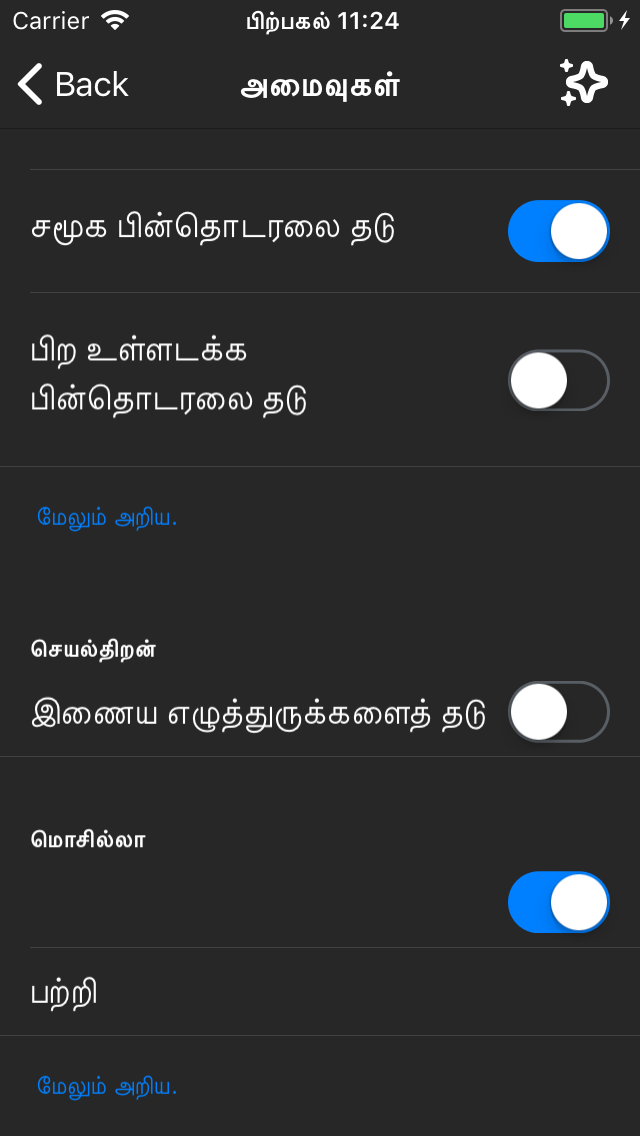 Carrier பிற்பகல் 11:24
Back அமைவுகள்
சமூக பின்தொடரலை தடு
பிற உள்ளடக்க
பின்தொடரலை தடு
மேலும் அறிய.
செயல்திறன்
இணைய எழுத்துருக்களைத் தடு
மொசில்லா
பற்றி
மேலும் அறிய.